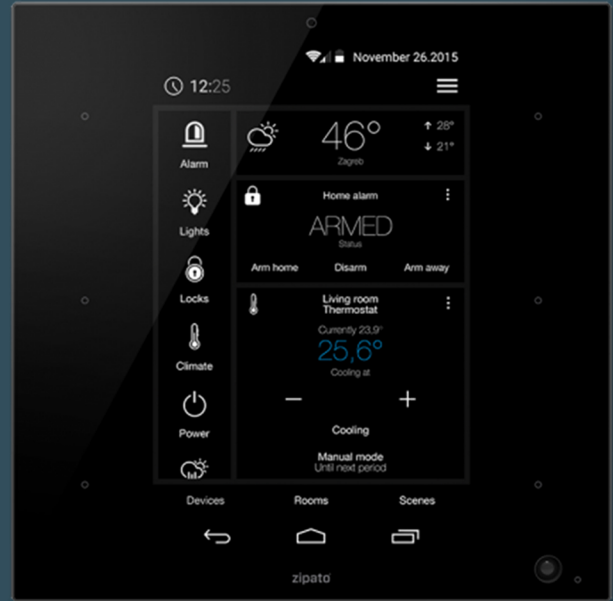 November 26.2015
12:25
Alarm
Lights
Locks
Climate
Power
46°
Zagreb
28°
21°
Home alarm
ARMED
Status
Arm home Disarm Arm away
Living room
Thermostat
Currently 23,9°
25,6°
Cooling at
Cooling
Manual mode
Until next period
Devices Rooms Scenes
zipato